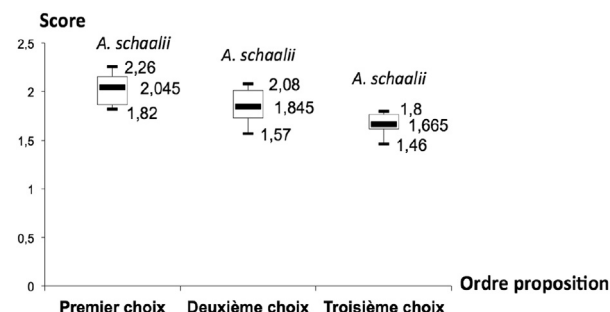 Score
2,5
2
1,5
1
0,5
0
A. schaalii
2,26
2,045
1,82
A. schaalii
2,08
1,845
1,57
A. schaalii
1,8
1,665
1,46
Ordre proposition
Premier choix Deuxième choix Troisième choix